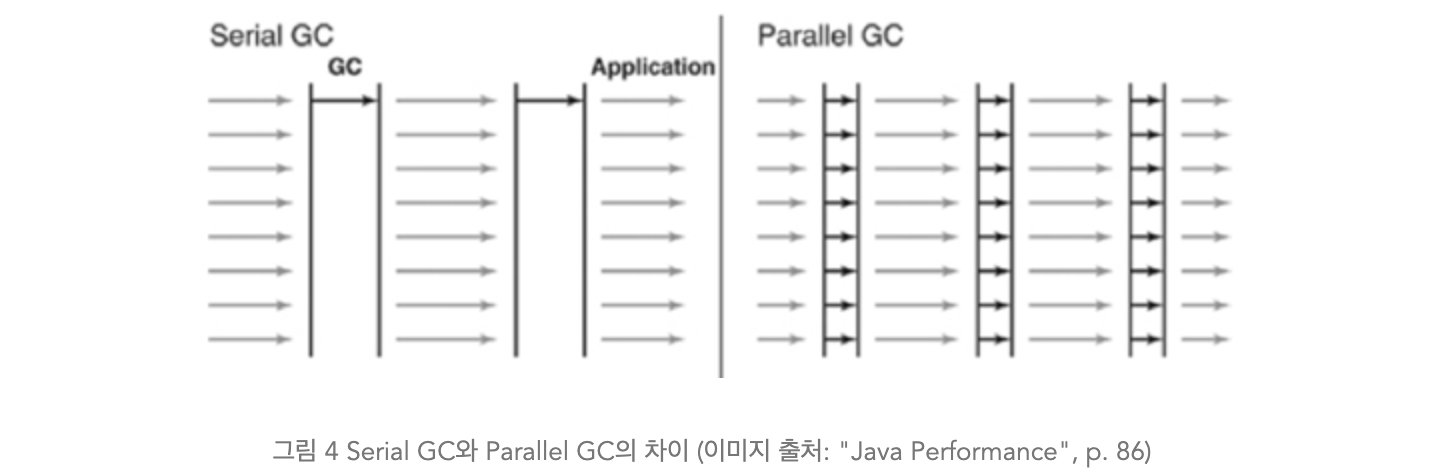 Serial GC
Parallel GC
GC
Application
그림 4 Serial GC와 Parallel GC의 차이 (이미지 출처: "Java Performance", p. 86)